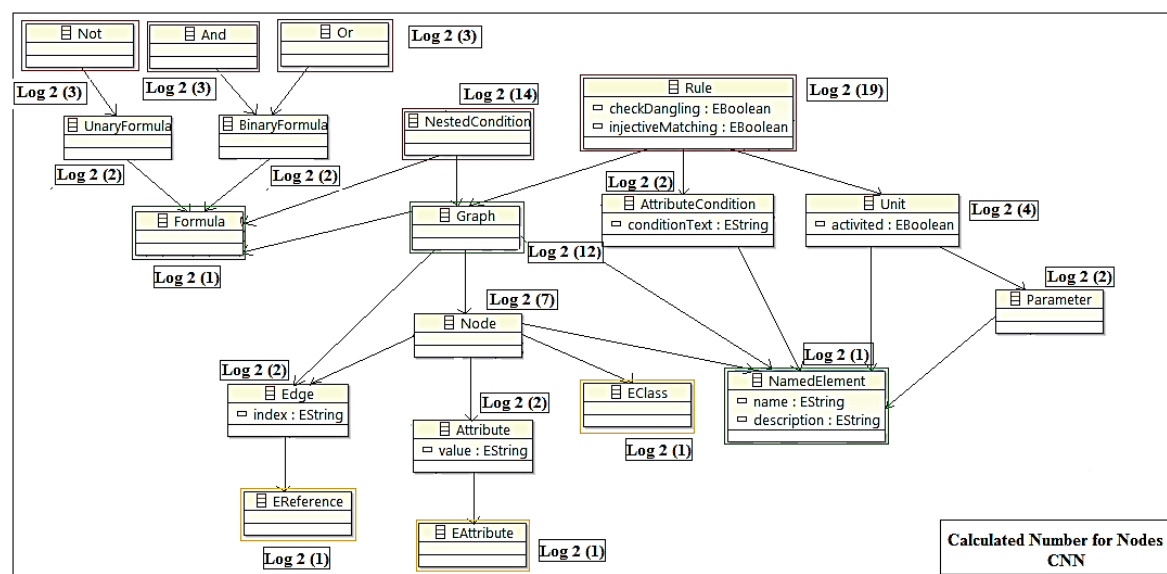 Not
And
Or
Log 2 (3)
Log 2 (3)
Log 2 (3)
Log 2 (14)
Rule
checkDangling : EBoolean
injectiveMatching : EBoolean
Log 2 (19)
UnaryFormula
BinaryFormula
NestedCondition
Log 2 (2)
Log 2 (2)
Log 2 (2)
Formula
Graph
AttributeCondition
conditionText : EString
Unit
activited : EBoolean
Log 2 (4)
Log 2 (1)
Log 2 (12)
Log 2 (2)
Parameter
Log 2 (7)
Node
Log 2 (2)
Log 2 (1)
Edge
index : EString
Log 2 (2)
EClass
NamedElement
name : EString
description : EString
Attribute
value : EString
Log 2 (1)
EReference
EAttribute
Log 2 (1)
Log 2 (1)
Calculated Number for Nodes
CNN